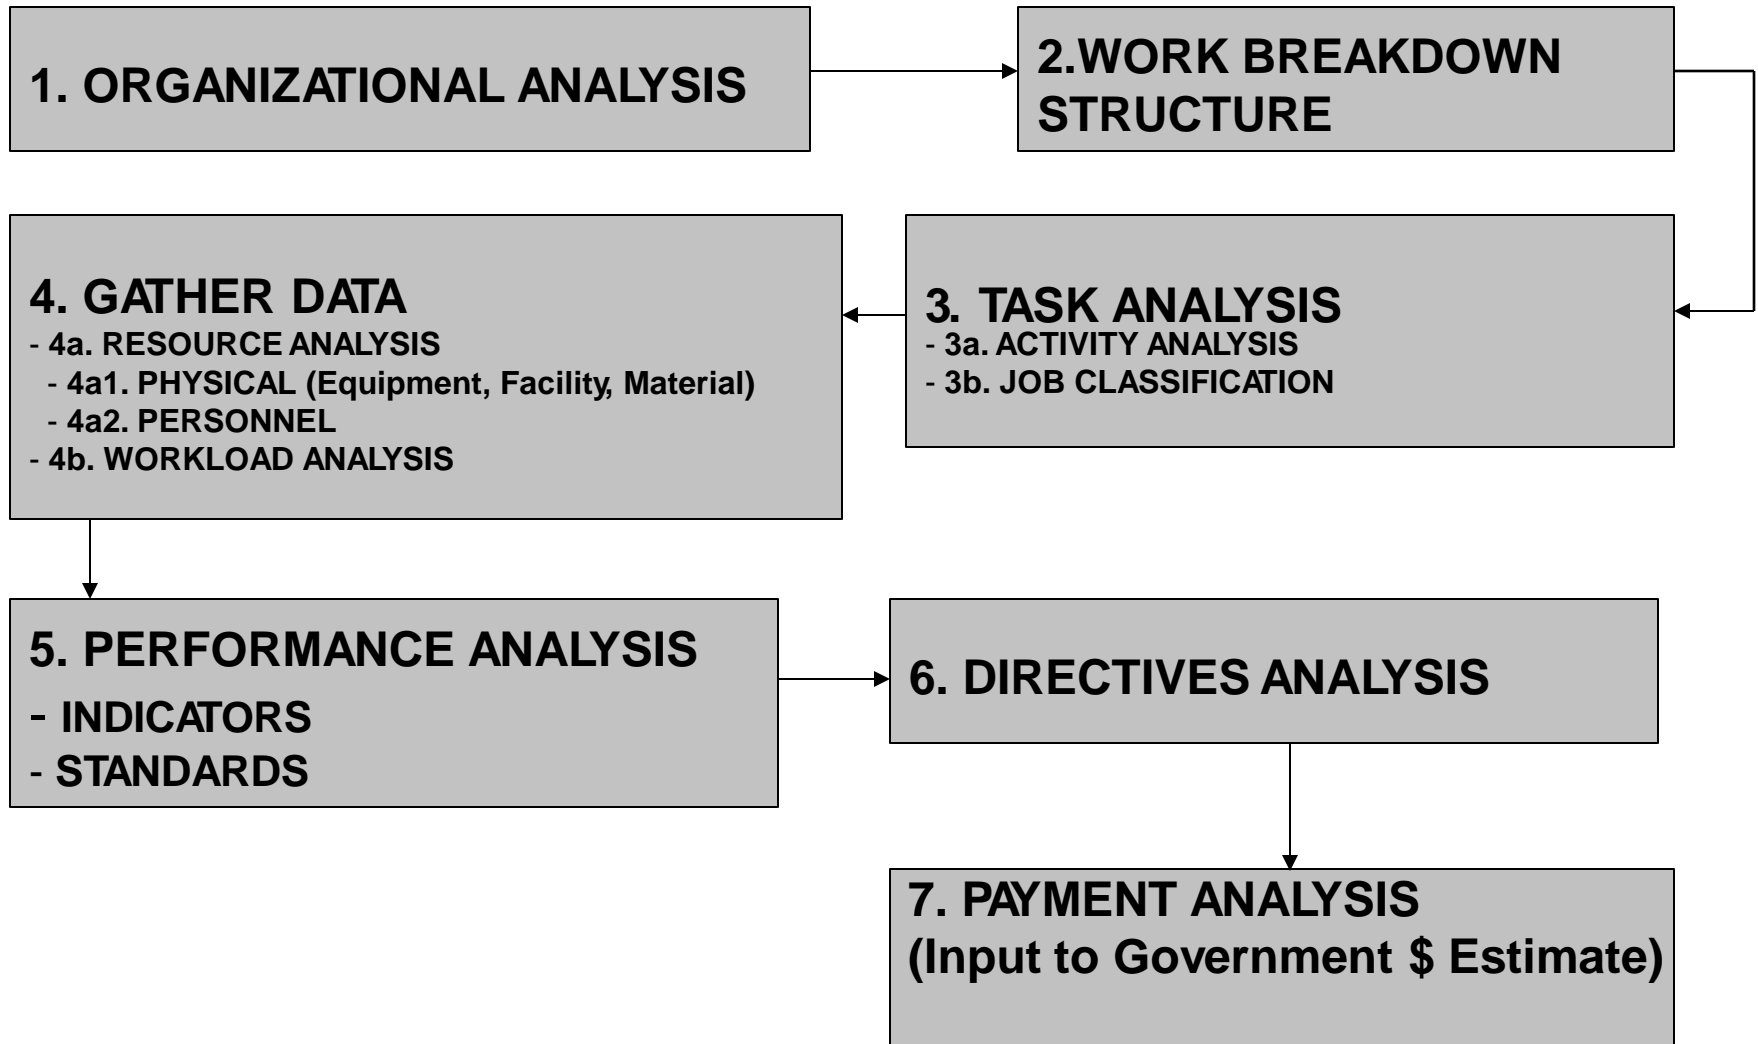 1. ORGANIZATIONAL ANALYSIS
2.WORK BREAKDOWN
STRUCTURE
3. TASK ANALYSIS
- 3a. ACTIVITY ANALYSIS
- 3b. JOB CLASSIFICATION
4. GATHER DATA
- 4a. RESOURCE ANALYSIS
- 4a1. PHYSICAL (Equipment, Facility, Material)
- 4a2. PERSONNEL
- 4b. WORKLOAD ANALYSIS
5. PERFORMANCE ANALYSIS
- INDICATORS
- STANDARDS
6. DIRECTIVES ANALYSIS
7. PAYMENT ANALYSIS
(Input to Government $ Estimate)